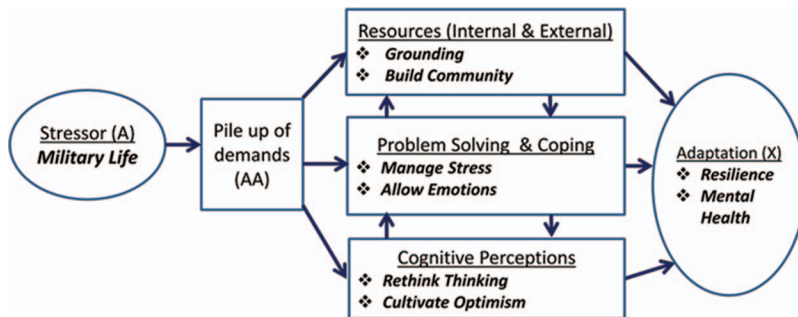 Stressor (A)
Military Life
Pile up of
demands
(AA)
Resources (Internal & External)
❖ Grounding
❖ Build Community
Problem Solving & Coping
❖ Manage Stress
❖ Allow Emotions
Cognitive Perceptions
❖ Rethink Thinking
❖ Cultivate Optimism
Adaptation (X)
❖ Resilience
❖ Mental
Health